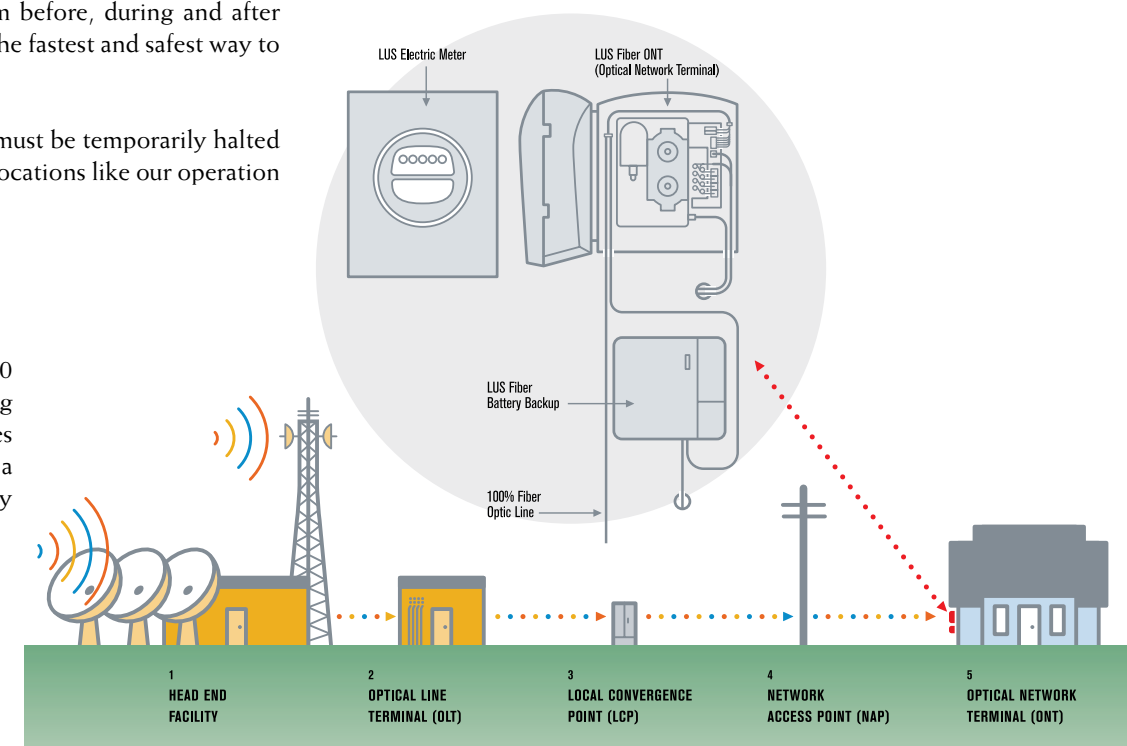 n before, during and after
he fastest and safest way to
must be temporarily halted
ocations like our operation
0
g
es
a
y
LUS Electric Meter
LUS Fiber ONT
(Optical Network Terminal)
LUS Fiber
Battery Backup
100% Fiber
Optic Line
1
HEAD END
FACILITY
2
OPTICAL LINE
TERMINAL (OLT)
3
LOCAL CONVERGENCE
POINT (LCP)
4
NETWORK
ACCESS POINT (NAP)
5
OPTICAL NETWORK
TERMINAL (ONT)